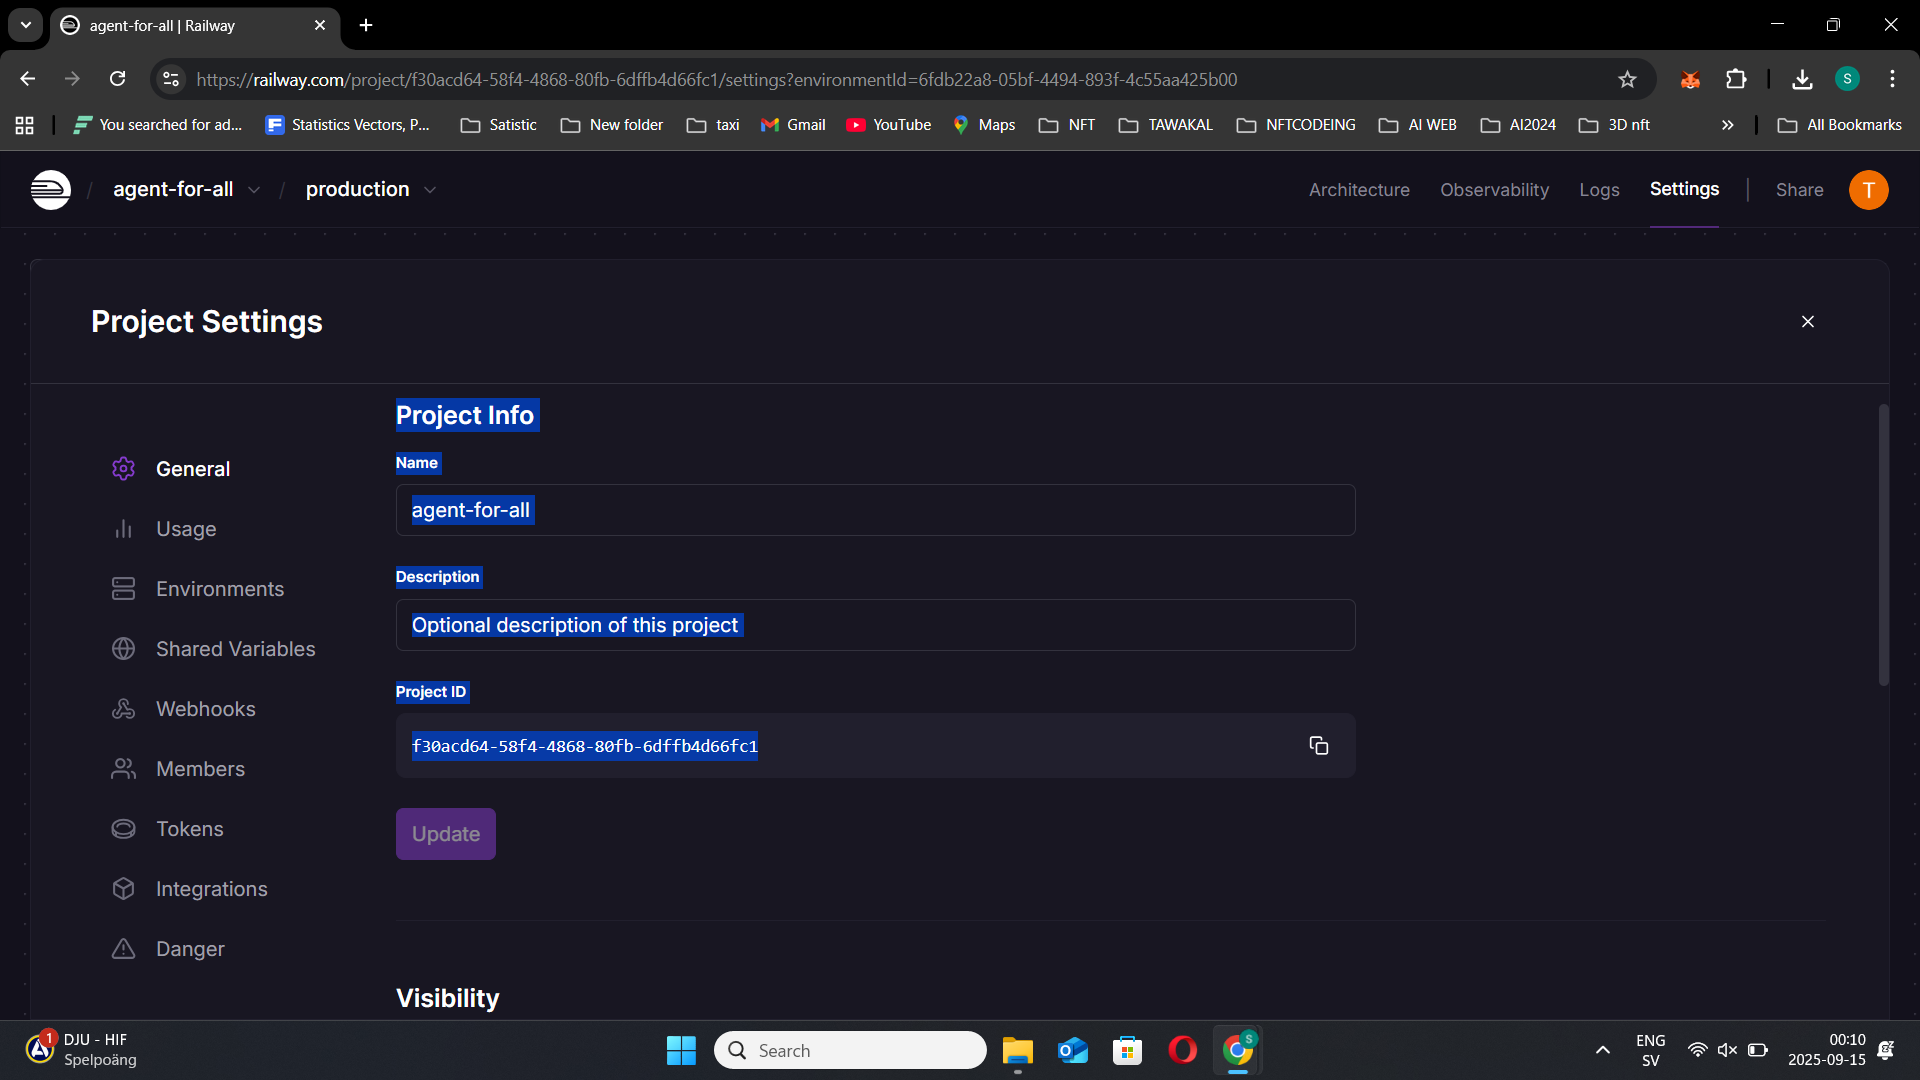 agent-for-all | Railway
https://railway.com/project/f30acd64-58f4-4868-80fb-6dffb4d66fc1/settings?environmentId=6fdb22a8-05bf-4494-893f-4c55aa425b00
S
You searched for ad...
Statistics Vectors, P...
Satistic
New folder
taxi
Gmail
YouTube
Maps
NFT
TAWAKAL
NFTCODEING
AI WEB
AI2024
3D nft
All Bookmarks
/ agent-for-all / production
Architecture
Observability
Logs
Settings
Share
T
Project Settings
General
Usage
Environments
Shared Variables
Webhooks
Members
Tokens
Integrations
Danger
Project Info
Name
agent-for-all
Description
Optional description of this project
Project ID
f30acd64-58f4-4868-80fb-6dffb4d66fc1
Update
Visibility
1
DJU - HIF
Spelpoäng
Search
S
ENG
SV
00:10
2025-09-15